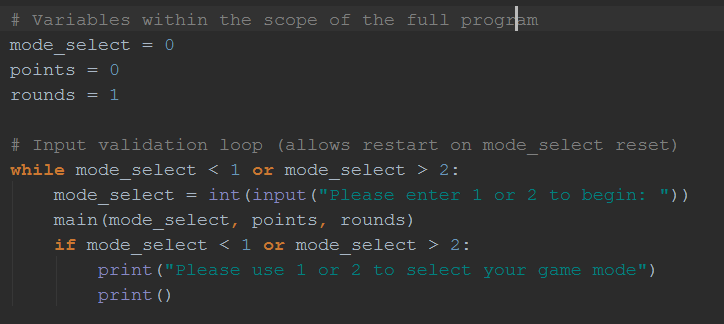 # Variables within the scope of the full program
mode_select = 0
points = 0
rounds = 1
# Input validation loop (allows restart on mode_select reset)
while mode_select < 1 or mode_select > 2:
    mode_select = int(input("Please enter 1 or 2 to begin: "))
    main(mode_select, points, rounds)
    if mode_select < 1 or mode_select > 2:
        print("Please use 1 or 2 to select your game mode")
        print()